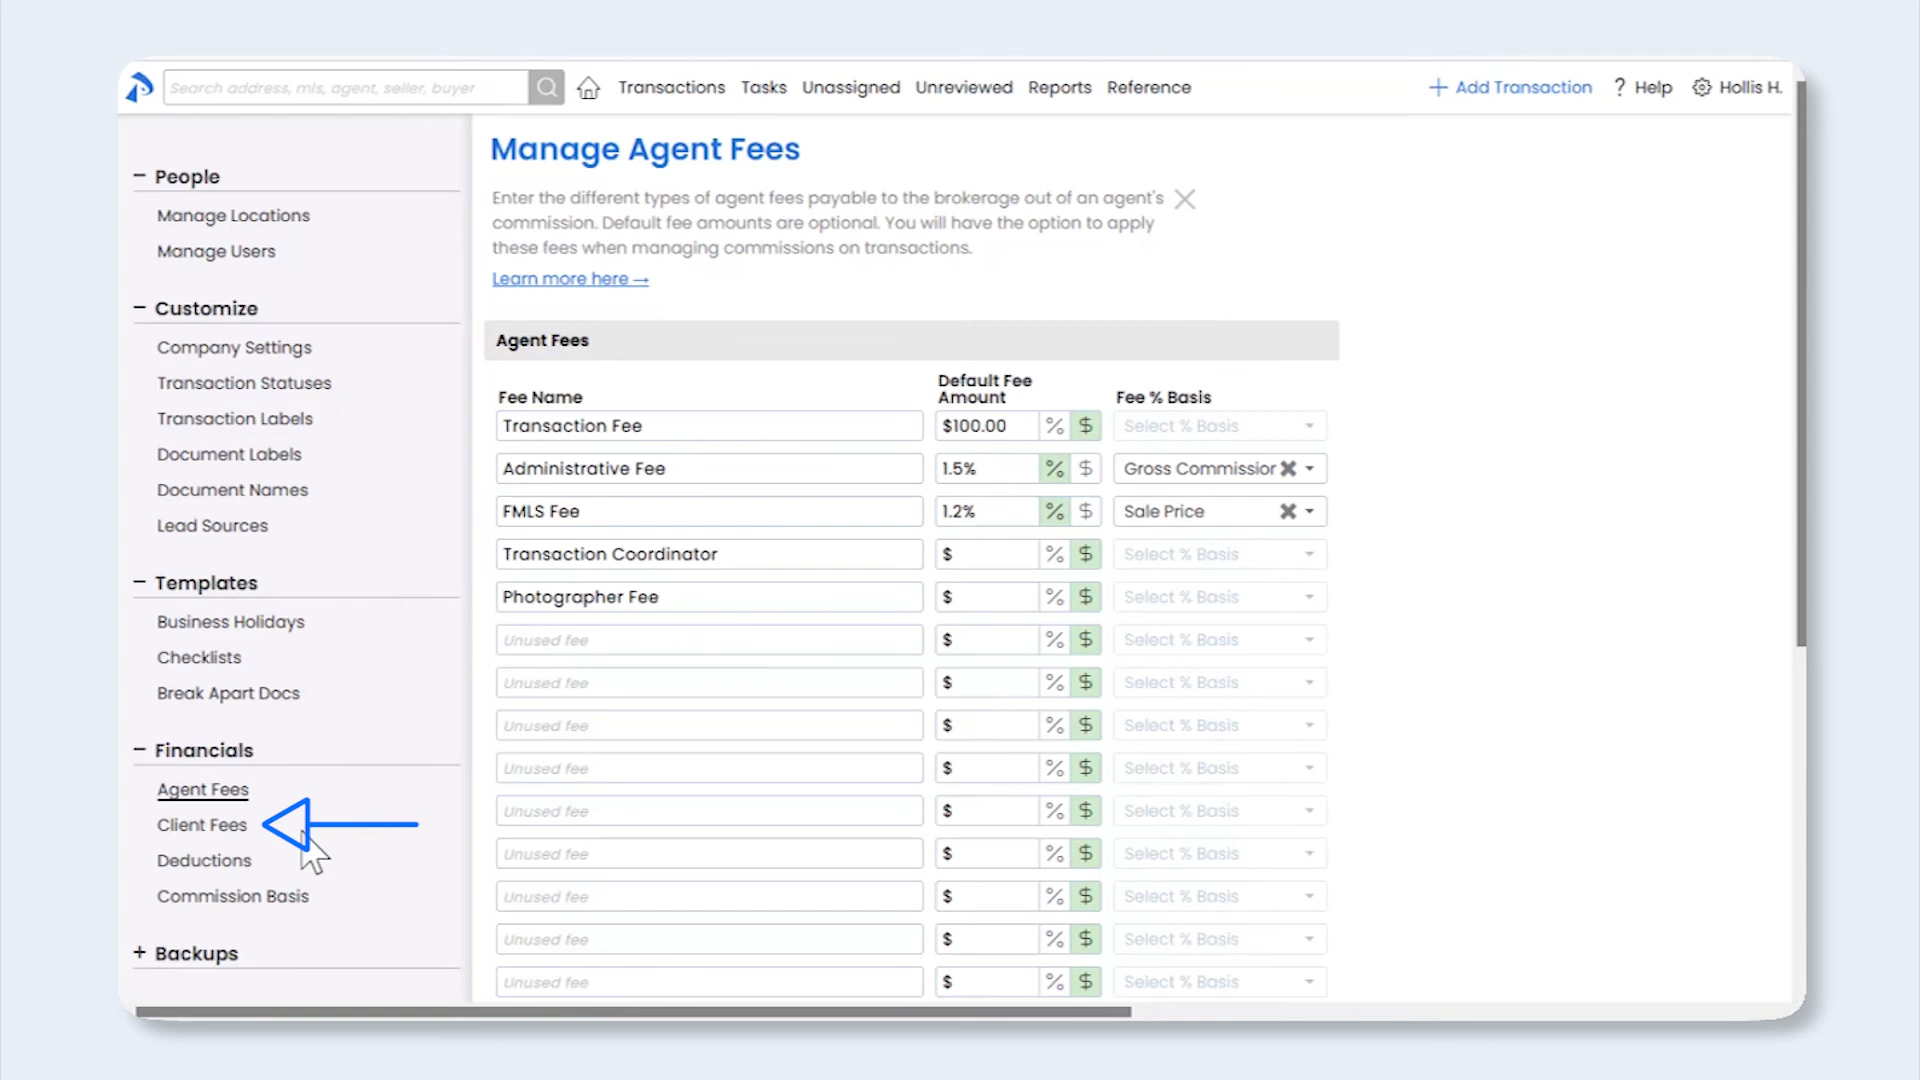 Search address, mls, agent, seller, buyer
Transactions Tasks Unassigned Unreviewed Reports Reference
+ Add Transaction ? Help Hollis H.
− People
Manage Locations
Manage Users
− Customize
Company Settings
Transaction Statuses
Transaction Labels
Document Labels
Document Names
Lead Sources
− Templates
Business Holidays
Checklists
Break Apart Docs
− Financials
Agent Fees
Client Fees
Deductions
Commission Basis
+ Backups
Manage Agent Fees
Enter the different types of agent fees payable to the brokerage out of an agent's
commission. Default fee amounts are optional. You will have the option to apply
these fees when managing commissions on transactions.
Learn more here →
Agent Fees
Fee Name Default Fee Amount Fee % Basis
Transaction Fee $100.00 % $ Select % Basis
Administrative Fee 1.5% % $ Gross Commission
FMLS Fee 1.2% % $ Sale Price
Transaction Coordinator $ % $ Select % Basis
Photographer Fee $ % $ Select % Basis
Unused fee $ % $ Select % Basis
Unused fee $ % $ Select % Basis
Unused fee $ % $ Select % Basis
Unused fee $ % $ Select % Basis
Unused fee $ % $ Select % Basis
Unused fee $ % $ Select % Basis
Unused fee $ % $ Select % Basis
Unused fee $ % $ Select % Basis
Unused fee $ % $ Select % Basis